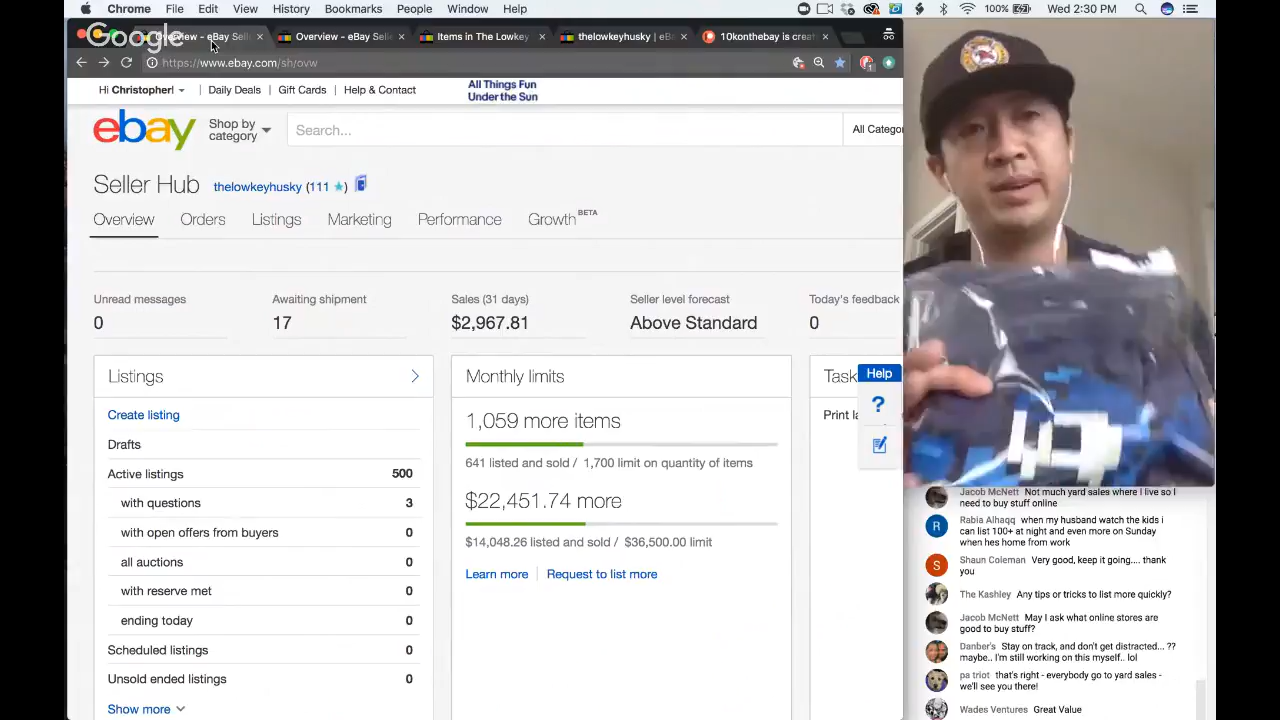 Chrome File Edit View History Bookmarks People Window Help
100% Wed 2:30 PM
Google
Overview - eBay Sell
Overview - eBay Selle
Items in The Lowkey
thelowkeyhusky | eB
10konthebay is creat
https://www.ebay.com/sh/ovw
Hi Christopher! Daily Deals Gift Cards Help & Contact
All Things Fun
Under the Sun
ebay
Shop by
category
Search...
All Catego
Seller Hub thelowkeyhusky (111 ★)
Overview Orders Listings Marketing Performance Growth BETA
Unread messages Awaiting shipment Sales (31 days) Seller level forecast Today's feedback
0 17 $2,967.81 Above Standard 0
Listings
Create listing
Drafts
Active listings 500
with questions 3
with open offers from buyers 0
all auctions 0
with reserve met 0
ending today 0
Scheduled listings 0
Unsold ended listings 0
Show more
Monthly limits
1,059 more items
641 listed and sold / 1,700 limit on quantity of items
$22,451.74 more
$14,048.26 listed and sold / $36,500.00 limit
Learn more Request to list more
Task
Print la
Help
?
Jacob McNett Not much yard sales where I live so I
need to buy stuff online
R
Rabia Alhaqq when my husband watch the kids i
can list 100+ at night and even more on Sunday
when hes home from work
S
Shaun Coleman Very good, keep it going.... thank
you
The Kashley Any tips or tricks to list more quickly?
Jacob McNett May I ask what online stores are
good to buy stuff?
Danber's Stay on track, and don't get distracted... ??
maybe.. I'm still working on this myself.. lol
pa triot that's right - everybody go to yard sales -
we'll see you there!
Wades Ventures Great Value